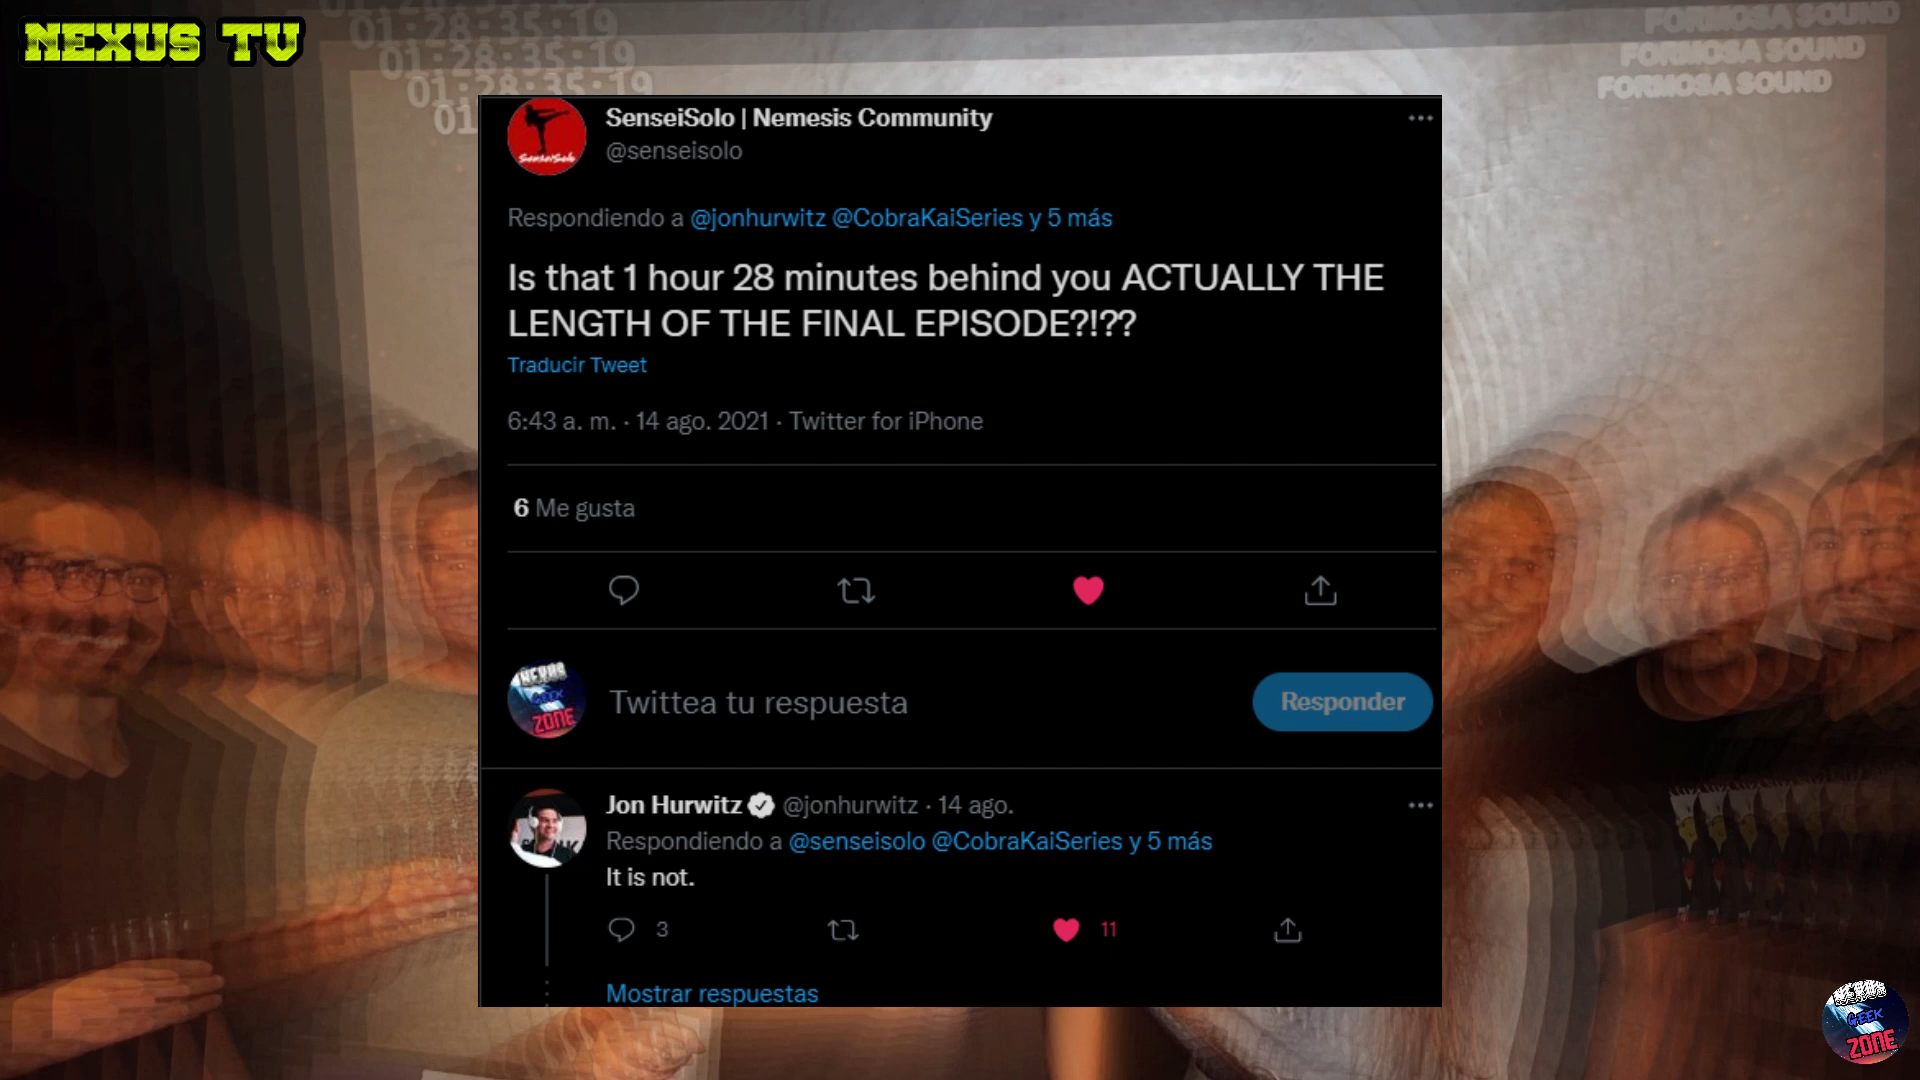 NEXUS TV
01:28:35:19
01:28:35:19
01:28:35:19
01
FORMOSA SOUND
FORMOSA SOUND
FORMOSA SOUND
SenseiSolo | Nemesis Community
@senseisolo
SenseiSolo
Respondiendo a @jonhurwitz @CobraKaiSeries y 5 más
Is that 1 hour 28 minutes behind you ACTUALLY THE
LENGTH OF THE FINAL EPISODE?!??
Traducir Tweet
6:43 a. m. · 14 ago. 2021 · Twitter for iPhone
6 Me gusta
Twittea tu respuesta
Responder
Jon Hurwitz @jonhurwitz · 14 ago.
Respondiendo a @senseisolo @CobraKaiSeries y 5 más
It is not.
3
11
Mostrar respuestas
GEEK
ZONE